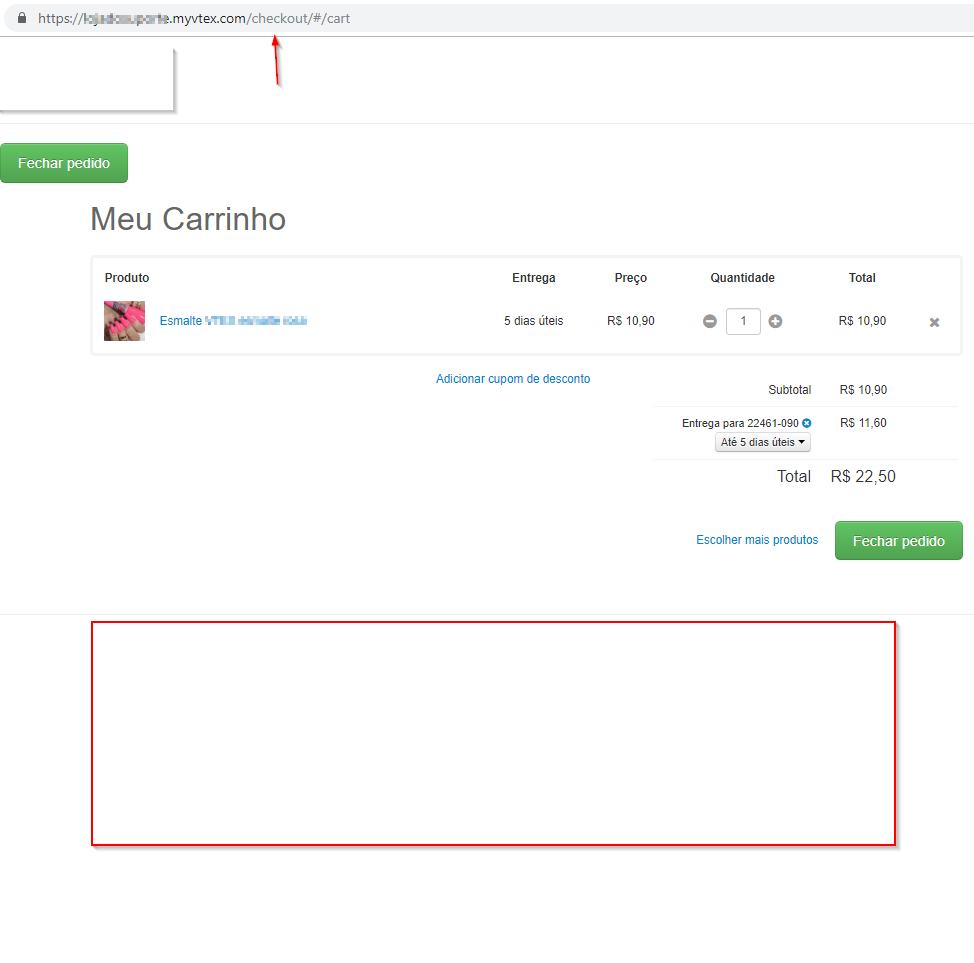 https:// .myvtex.com/checkout/#/cart
Fechar pedido
Meu Carrinho
Produto Entrega Preço Quantidade Total
Esmalte 5 dias úteis R$ 10,90 1 R$ 10,90
Adicionar cupom de desconto
Subtotal R$ 10,90
Entrega para 22461-090 R$ 11,60
Até 5 dias úteis
Total R$ 22,50
Escolher mais produtos Fechar pedido